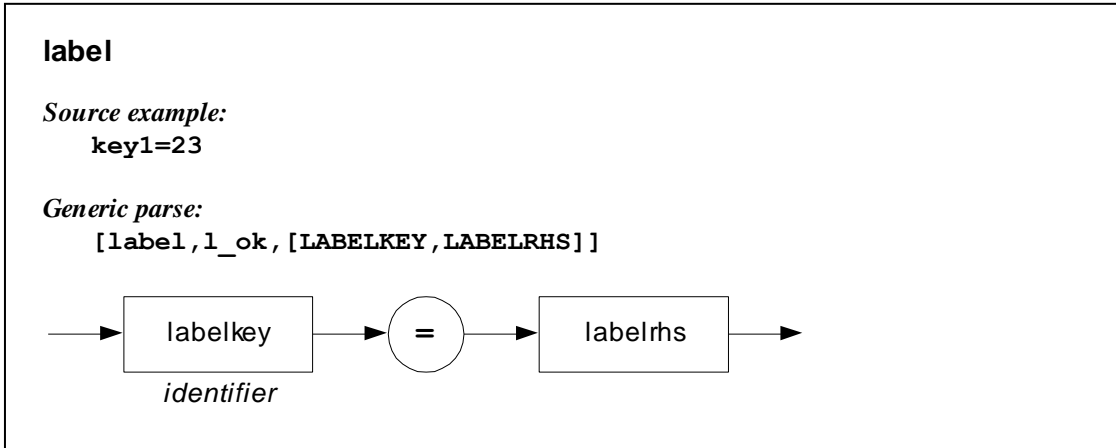 label
Source example:
key1=23
Generic parse:
[label,l_ok,[LABELKEY,LABELRHS]]
labelkey = labelrhs
identifier